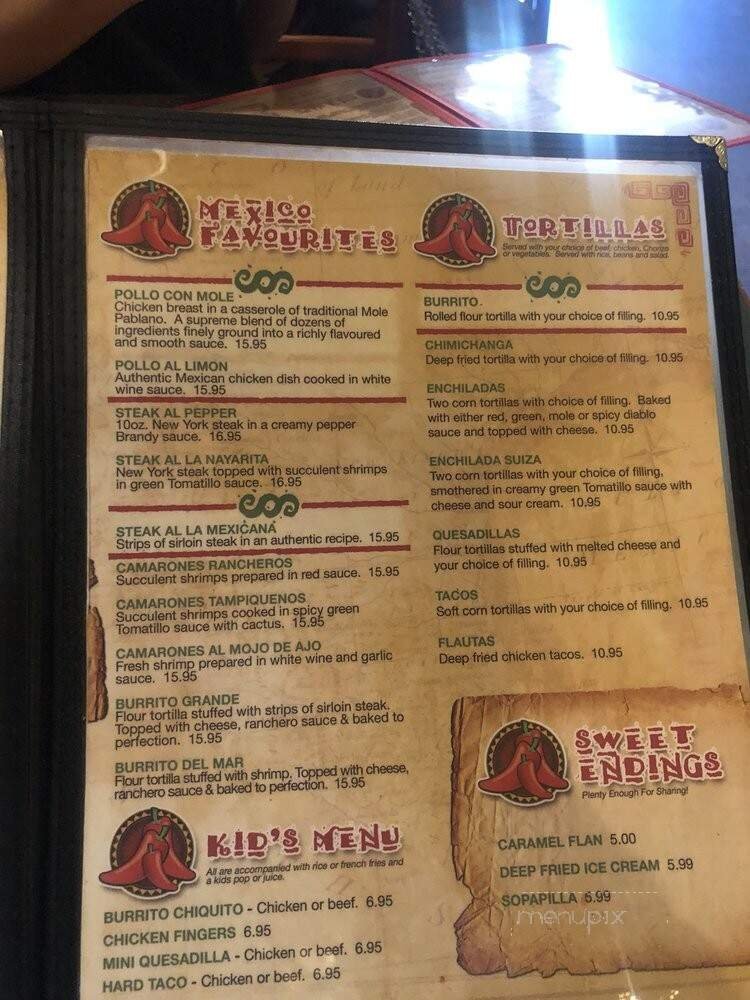 MEXICO
FAVOURITES
POLLO CON MOLE
Chicken breast in a casserole of traditional Mole
Pablano. A supreme blend of dozens of
ingredients finely ground into a richly flavoured
and smooth sauce. 15.95
POLLO AL LIMON
Authentic Mexican chicken dish cooked in white
wine sauce. 15.95
STEAK AL PEPPER
10oz. New York steak in a creamy pepper
Brandy sauce. 16.95
STEAK AL LA NAYARITA
New York steak topped with succulent shrimps
in green Tomatillo sauce. 16.95
STEAK AL LA MEXICANA
Strips of sirloin steak in an authentic recipe. 15.95
CAMARONES RANCHEROS
Succulent shrimps prepared in red sauce. 15.95
CAMARONES TAMPIQUENOS
Succulent shrimps cooked in spicy green
Tomatillo sauce with cactus. 15.95
CAMARONES AL MOJO DE AJO
Fresh shrimp prepared in white wine and garlic
sauce. 15.95
BURRITO GRANDE
Flour tortilla stuffed with strips of sirloin steak.
Topped with cheese, ranchero sauce & baked to
perfection. 15.95
BURRITO DEL MAR
Flour tortilla stuffed with shrimp. Topped with cheese,
ranchero sauce & baked to perfection. 15.95
KID'S MENU
All are accompanied with rice or french fries and
a kids pop or juice.
BURRITO CHIQUITO - Chicken or beef. 6.95
CHICKEN FINGERS 6.95
MINI QUESADILLA - Chicken or beef. 6.95
HARD TACO - Chicken or beef. 6.95
TORTILLAS
Served with your choice of beef, chicken, Chorizo
or vegetables. Served with rice, beans and salad.
BURRITO
Rolled flour tortilla with your choice of filling. 10.95
CHIMICHANGA
Deep fried tortilla with your choice of filling. 10.95
ENCHILADAS
Two corn tortillas with choice of filling. Baked
with either red, green, mole or spicy diablo
sauce and topped with cheese. 10.95
ENCHILADA SUIZA
Two corn tortillas with your choice of filling,
smothered in creamy green Tomatillo sauce with
cheese and sour cream. 10.95
QUESADILLAS
Flour tortillas stuffed with melted cheese and
your choice of filling. 10.95
TACOS
Soft corn tortillas with your choice of filling. 10.95
FLAUTAS
Deep fried chicken tacos. 10.95
SWEET
ENDINGS
Plenty Enough For Sharing!
CARAMEL FLAN 5.00
DEEP FRIED ICE CREAM 5.99
SOPAPILLA 5.99
menupix